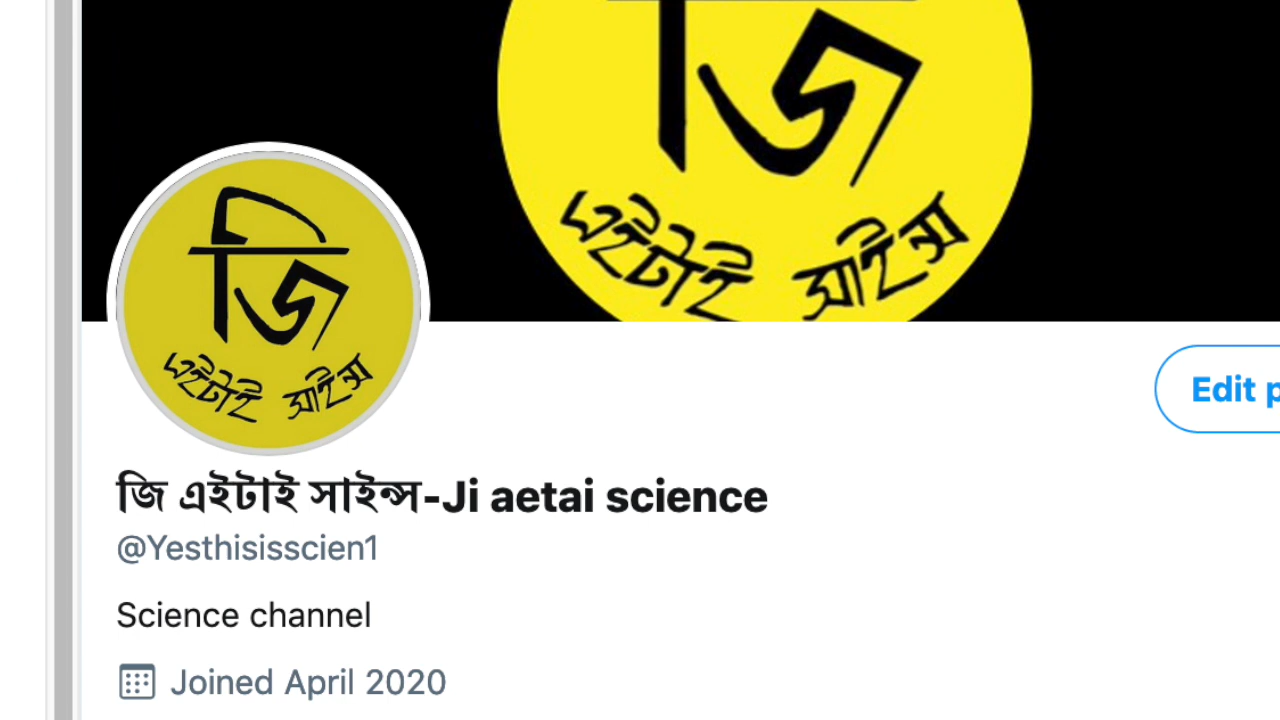 জি
এইটাই সাইন্স
জি
এইটাই সাইন্স
Edit p
জি এইটাই সাইন্স-Ji aetai science
@Yesthisisscien1
Science channel
Joined April 2020